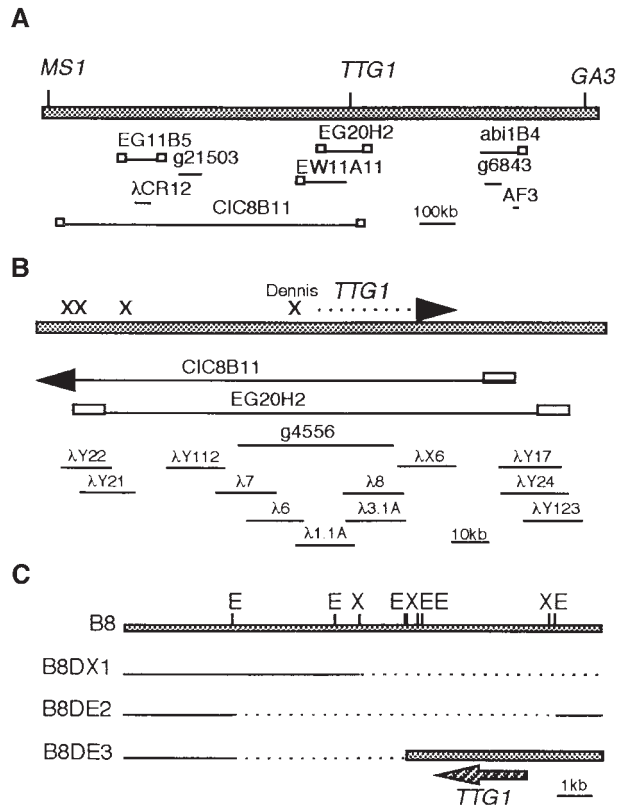 A
MS1 TTG1 GA3
EG11B5 EG20H2 abi1B4
g21503 EW11A11 g6843
λCR12 AF3
CIC8B11 100kb
B
XX X Dennis X TTG1
CIC8B11
EG20H2
g4556
λY22 λY112 λX6 λY17
λY21 λ7 λ8 λY24
λ6 λ3.1A λY123
λ1.1A 10kb
C
E E X EXEE XE
B8
B8DX1
B8DE2
B8DE3
TTG1 1kb